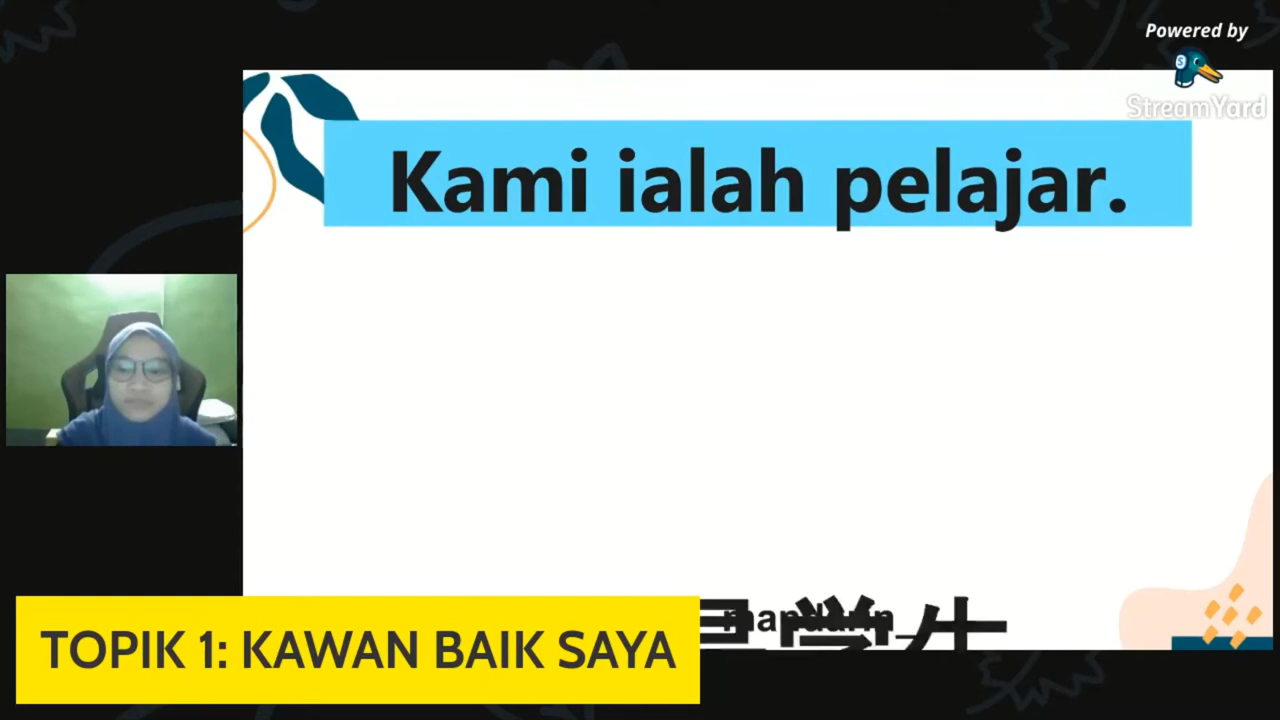 Powered by
StreamYard
Kami ialah pelajar.
TOPIK 1: KAWAN BAIK SAYA